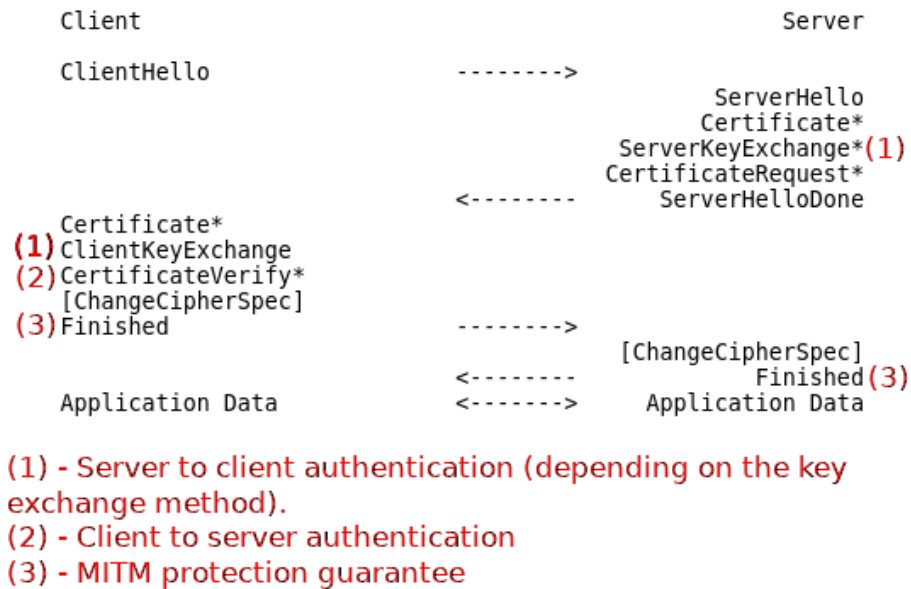 Client Server
ClientHello -------->
ServerHello
Certificate*
ServerKeyExchange*(1)
CertificateRequest*
<-------- ServerHelloDone
Certificate*
(1) ClientKeyExchange
(2) CertificateVerify*
[ChangeCipherSpec]
(3) Finished -------->
[ChangeCipherSpec]
<-------- Finished (3)
Application Data <-------> Application Data
(1) - Server to client authentication (depending on the key
exchange method).
(2) - Client to server authentication
(3) - MITM protection guarantee